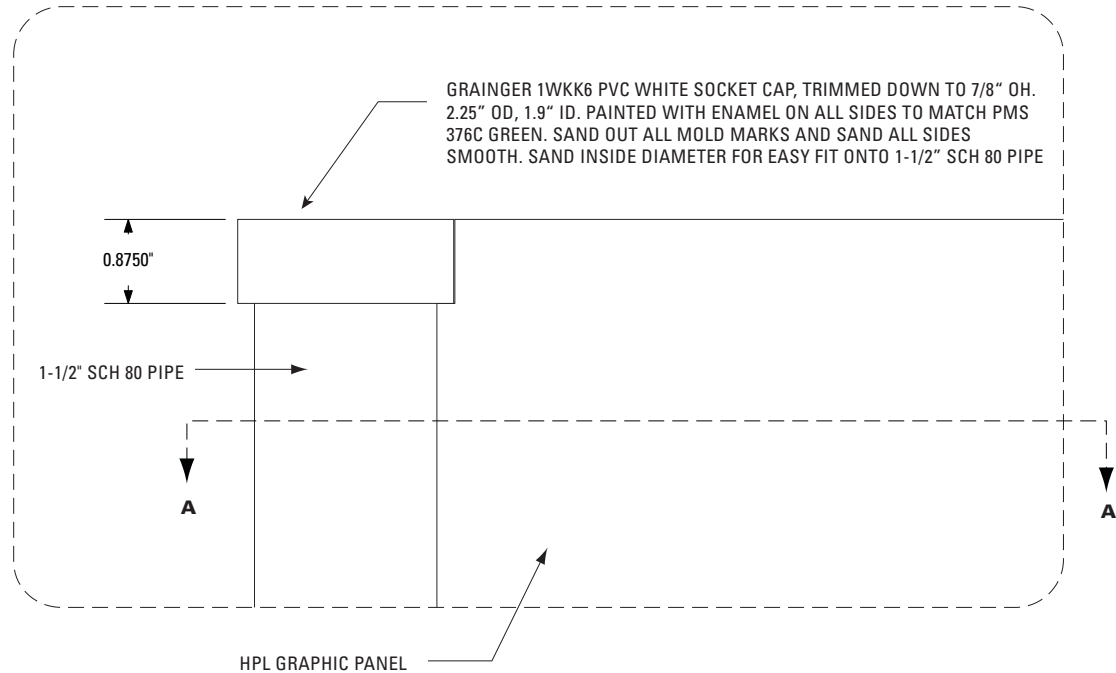 GRAINGER 1WKK6 PVC WHITE SOCKET CAP, TRIMMED DOWN TO 7/8“ OH.
2.25” OD, 1.9“ ID. PAINTED WITH ENAMEL ON ALL SIDES TO MATCH PMS
376C GREEN. SAND OUT ALL MOLD MARKS AND SAND ALL SIDES
SMOOTH. SAND INSIDE DIAMETER FOR EASY FIT ONTO 1-1/2” SCH 80 PIPE
0.8750"
1-1/2" SCH 80 PIPE
A
A
HPL GRAPHIC PANEL